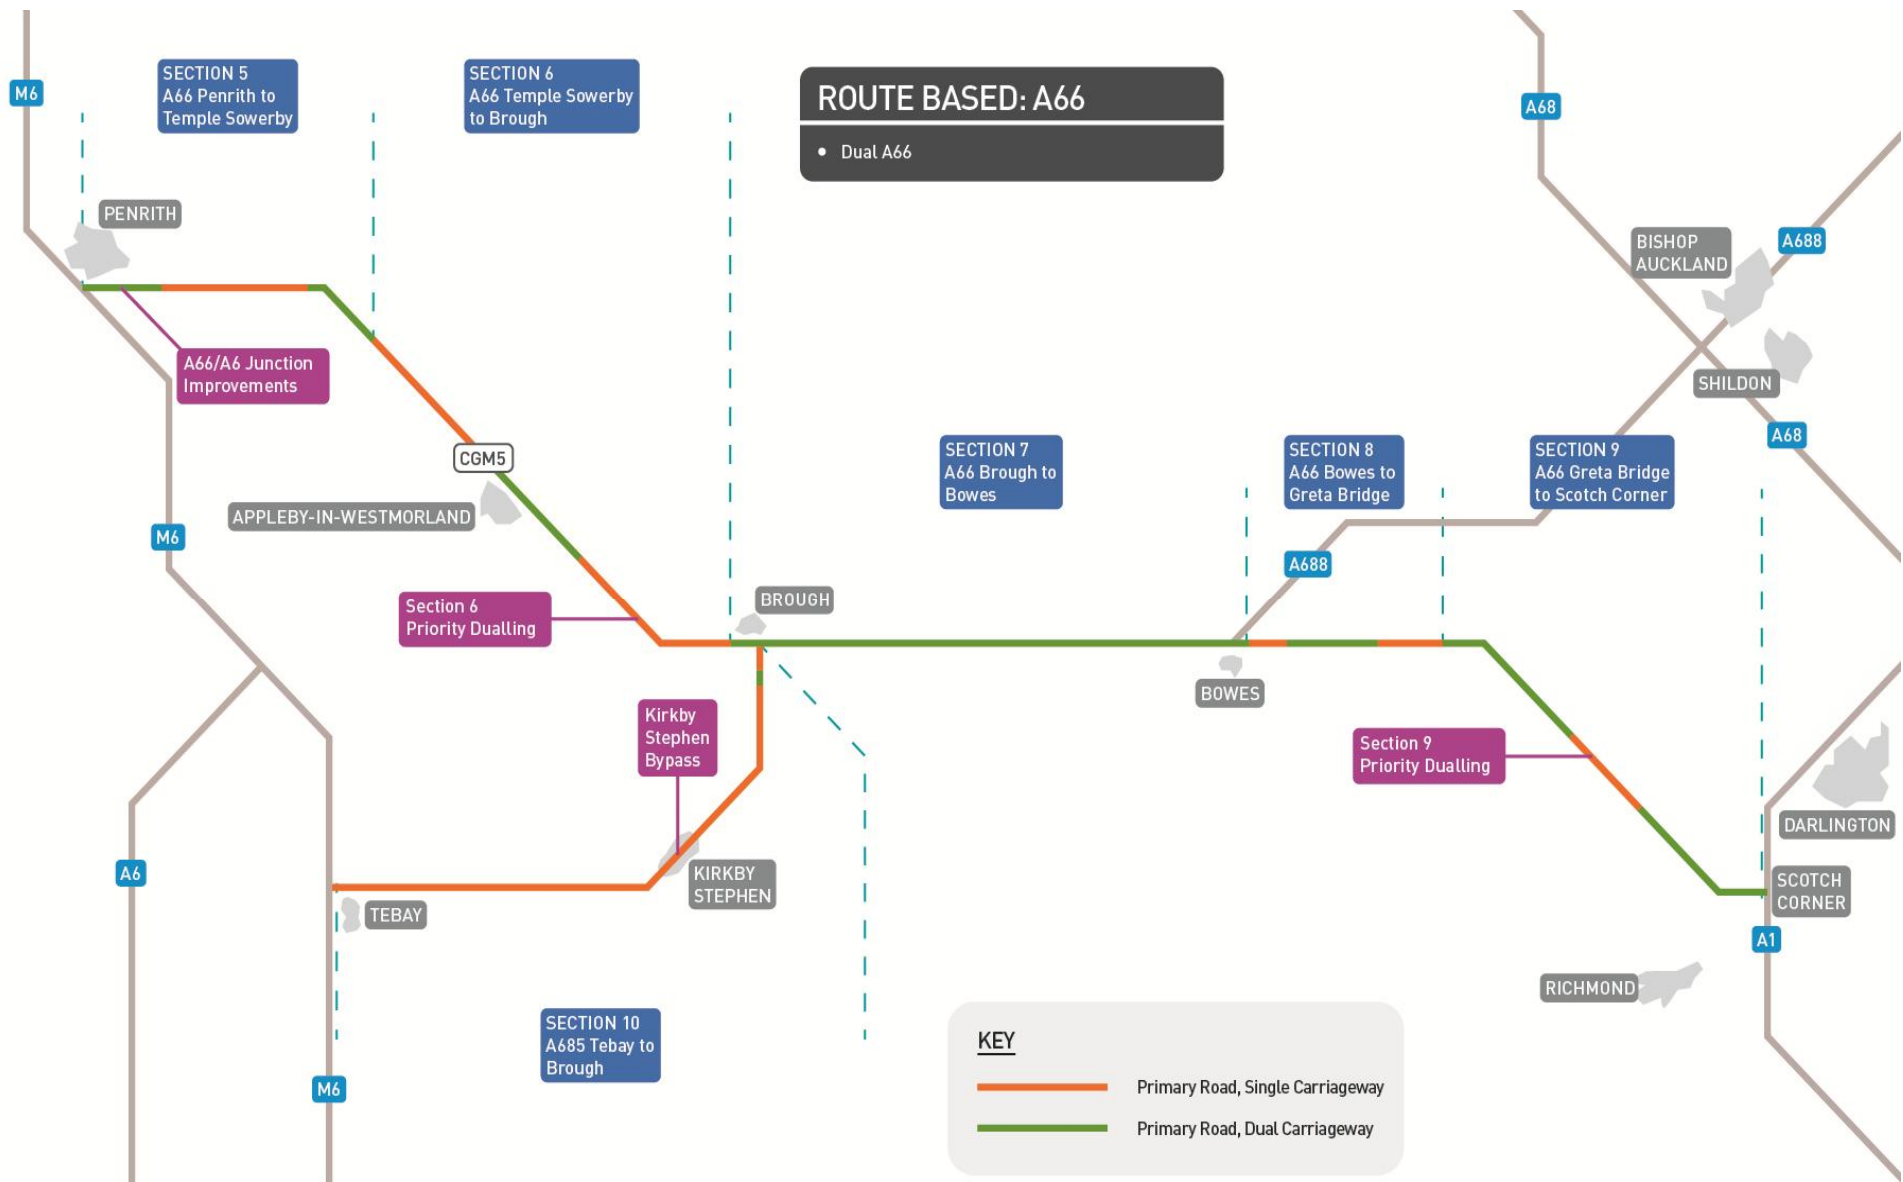 M6
SECTION 5
A66 Penrith to
Temple Sowerby
SECTION 6
A66 Temple Sowerby
to Brough
ROUTE BASED: A66
• Dual A66
A68
PENRITH
BISHOP
AUCKLAND
A688
A66/A6 Junction
Improvements
SHILDON
A68
CGM5
SECTION 7
A66 Brough to
Bowes
SECTION 8
A66 Bowes to
Greta Bridge
SECTION 9
A66 Greta Bridge
to Scotch Corner
APPLEBY-IN-WESTMORLAND
M6
A688
Section 6
Priority Dualling
BROUGH
BOWES
Kirkby
Stephen
Bypass
Section 9
Priority Dualling
DARLINGTON
A6
KIRKBY
STEPHEN
SCOTCH
CORNER
TEBAY
A1
RICHMOND
SECTION 10
A685 Tebay to
Brough
M6
KEY
Primary Road, Single Carriageway
Primary Road, Dual Carriageway